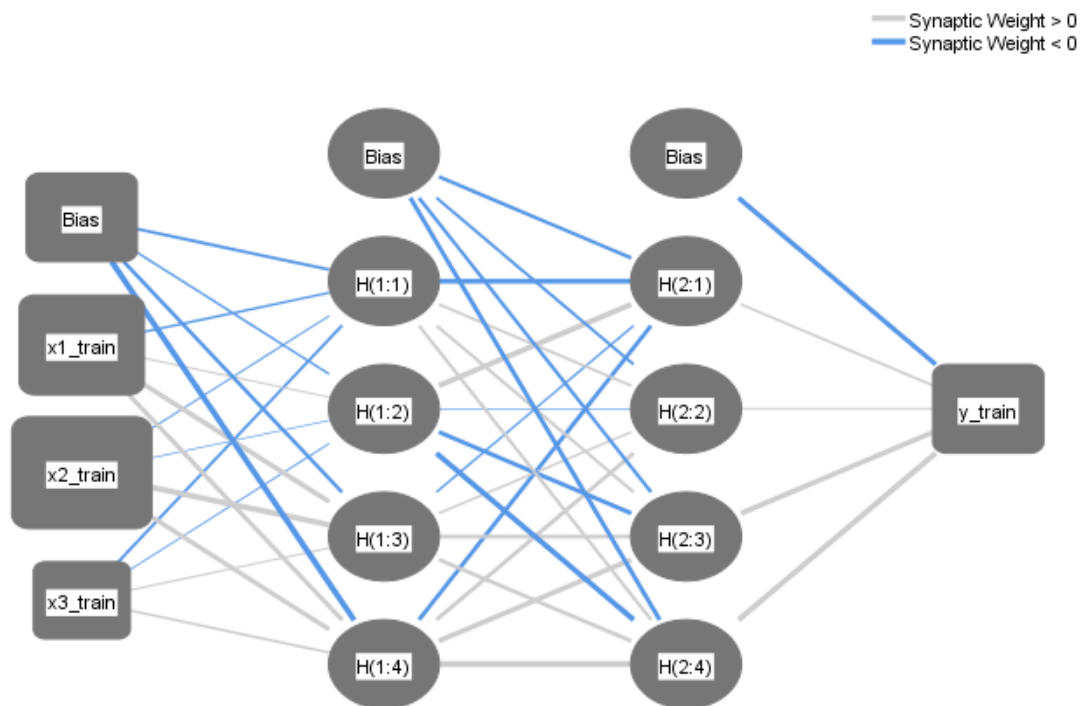 Synaptic Weight > 0
Synaptic Weight < 0
Bias
Bias
Bias
H(1:1)
H(2:1)
x1_train
H(1:2)
H(2:2)
y_train
x2_train
H(1:3)
H(2:3)
x3_train
H(1:4)
H(2:4)